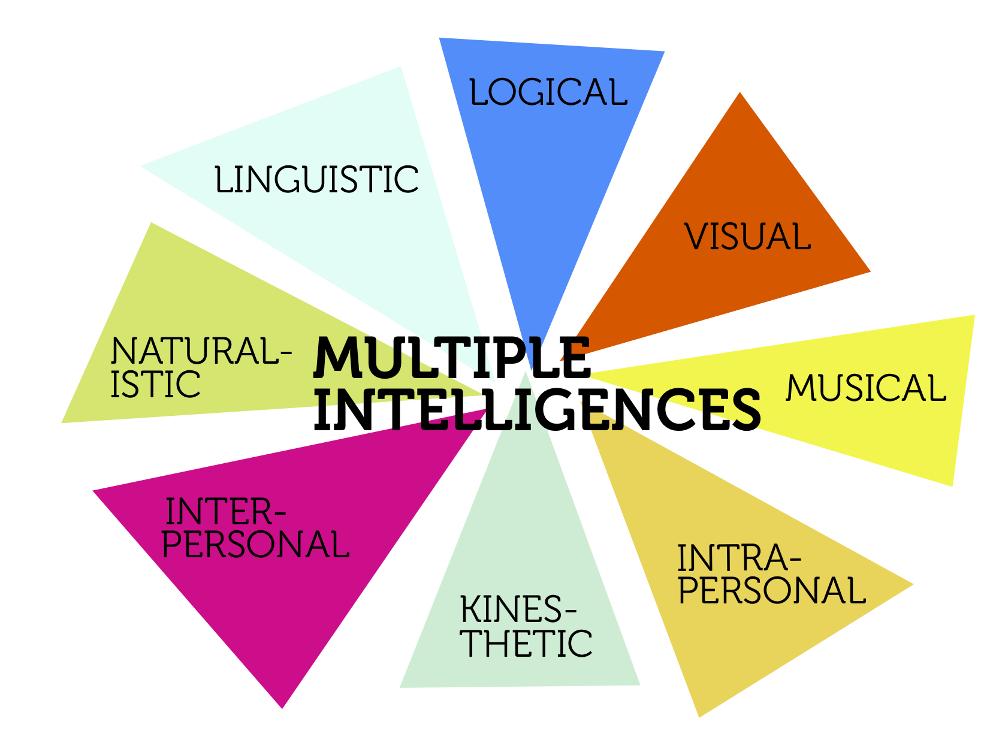 LOGICAL
LINGUISTIC
VISUAL
NATURAL-
ISTIC
MULTIPLE
INTELLIGENCES
MUSICAL
INTER-
PERSONAL
INTRA-
PERSONAL
KINES-
THETIC